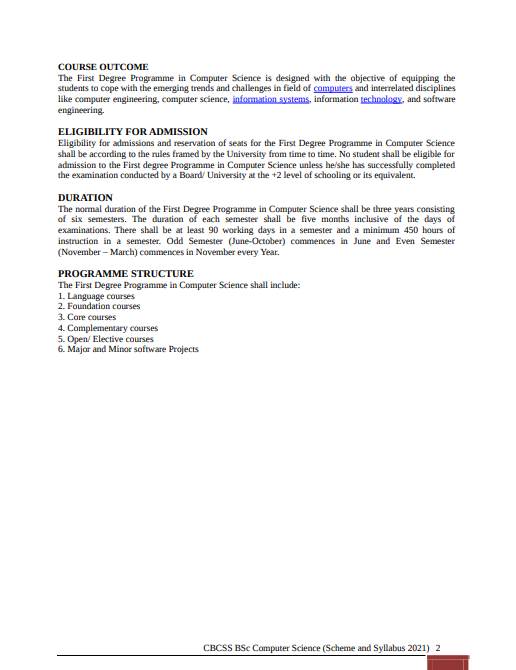 COURSE OUTCOME
The First Degree Programme in Computer Science is designed with the objective of equipping the
students to cope with the emerging trends and challenges in field of computers and interrelated disciplines
like computer engineering, computer science, information systems, information technology, and software
engineering.
ELIGIBILITY FOR ADMISSION
Eligibility for admissions and reservation of seats for the First Degree Programme in Computer Science
shall be according to the rules framed by the University from time to time. No student shall be eligible for
admission to the First degree Programme in Computer Science unless he/she has successfully completed
the examination conducted by a Board/ University at the +2 level of schooling or its equivalent.
DURATION
The normal duration of the First Degree Programme in Computer Science shall be three years consisting
of six semesters. The duration of each semester shall be five months inclusive of the days of
examinations. There shall be at least 90 working days in a semester and a minimum 450 hours of
instruction in a semester. Odd Semester (June-October) commences in June and Even Semester
(November – March) commences in November every Year.
PROGRAMME STRUCTURE
The First Degree Programme in Computer Science shall include:
1. Language courses
2. Foundation courses
3. Core courses
4. Complementary courses
5. Open/ Elective courses
6. Major and Minor software Projects
CBCSS BSc Computer Science (Scheme and Syllabus 2021) 2